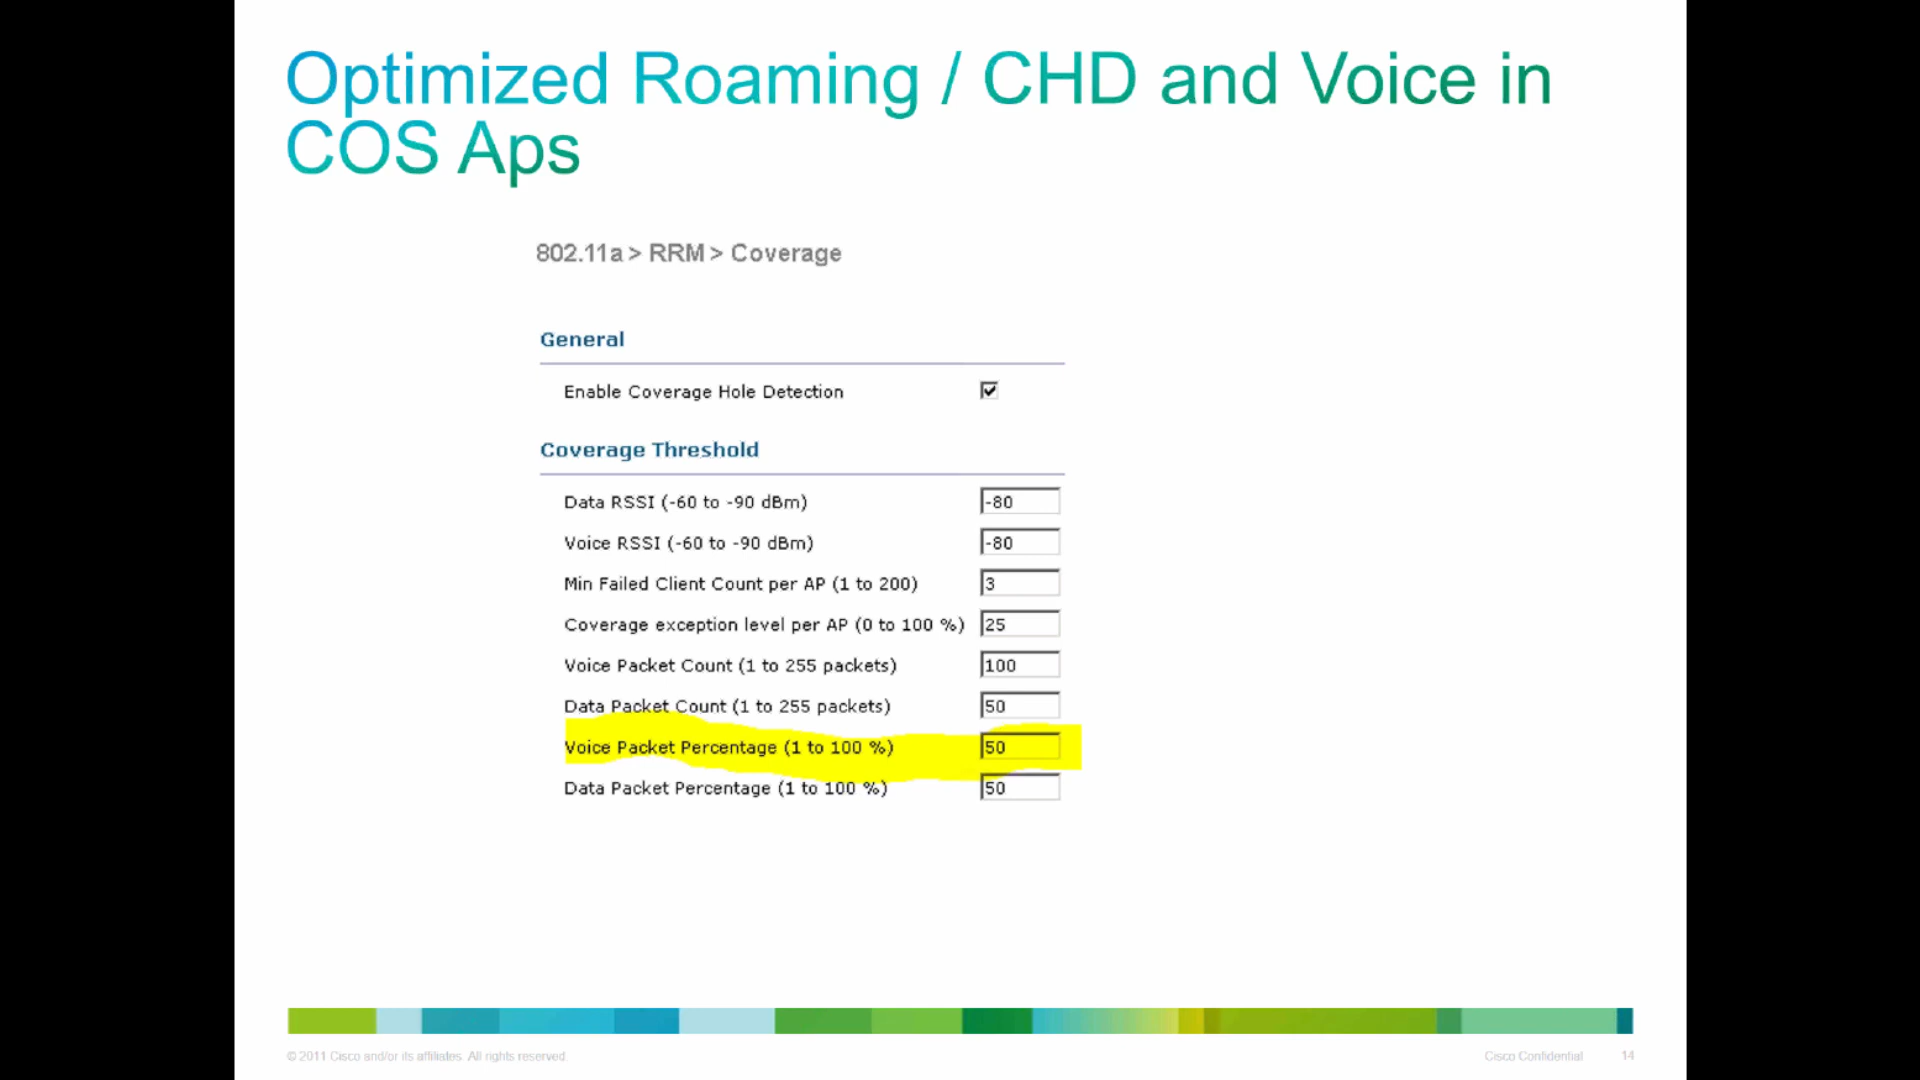 Optimized Roaming / CHD and Voice in
COS Aps
802.11a > RRM > Coverage
General
Enable Coverage Hole Detection
Coverage Threshold
Data RSSI (-60 to -90 dBm) -80
Voice RSSI (-60 to -90 dBm) -80
Min Failed Client Count per AP (1 to 200) 3
Coverage exception level per AP (0 to 100 %) 25
Voice Packet Count (1 to 255 packets) 100
Data Packet Count (1 to 255 packets) 50
Voice Packet Percentage (1 to 100 %) 50
Data Packet Percentage (1 to 100 %) 50
© 2011 Cisco and/or its affiliates. All rights reserved. Cisco Confidential 14